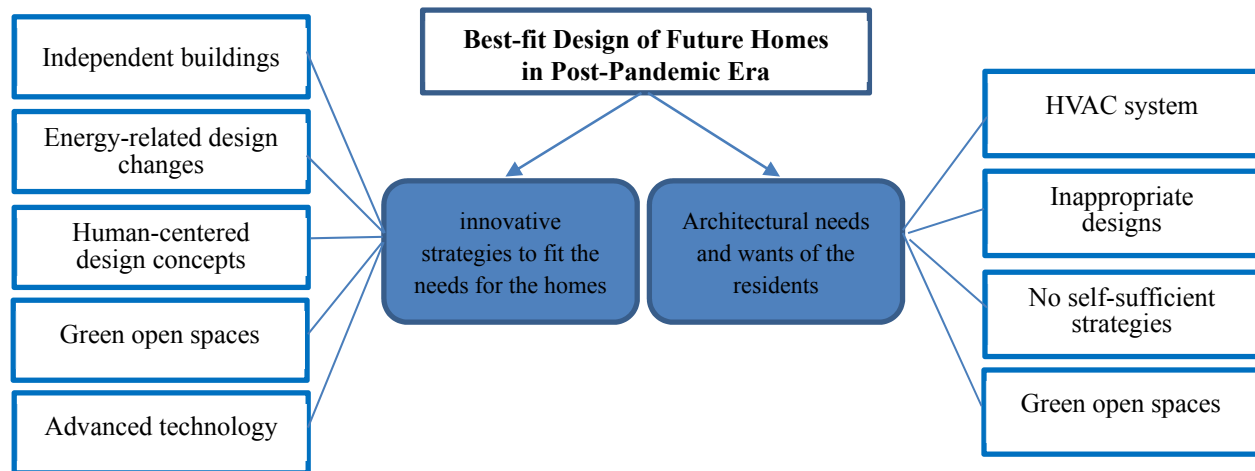 Best-fit Design of Future Homes
in Post-Pandemic Era
Independent buildings
Energy-related design
changes
Human-centered
design concepts
Green open spaces
Advanced technology
innovative
strategies to fit the
needs for the homes
Architectural needs
and wants of the
residents
HVAC system
Inappropriate
designs
No self-sufficient
strategies
Green open spaces